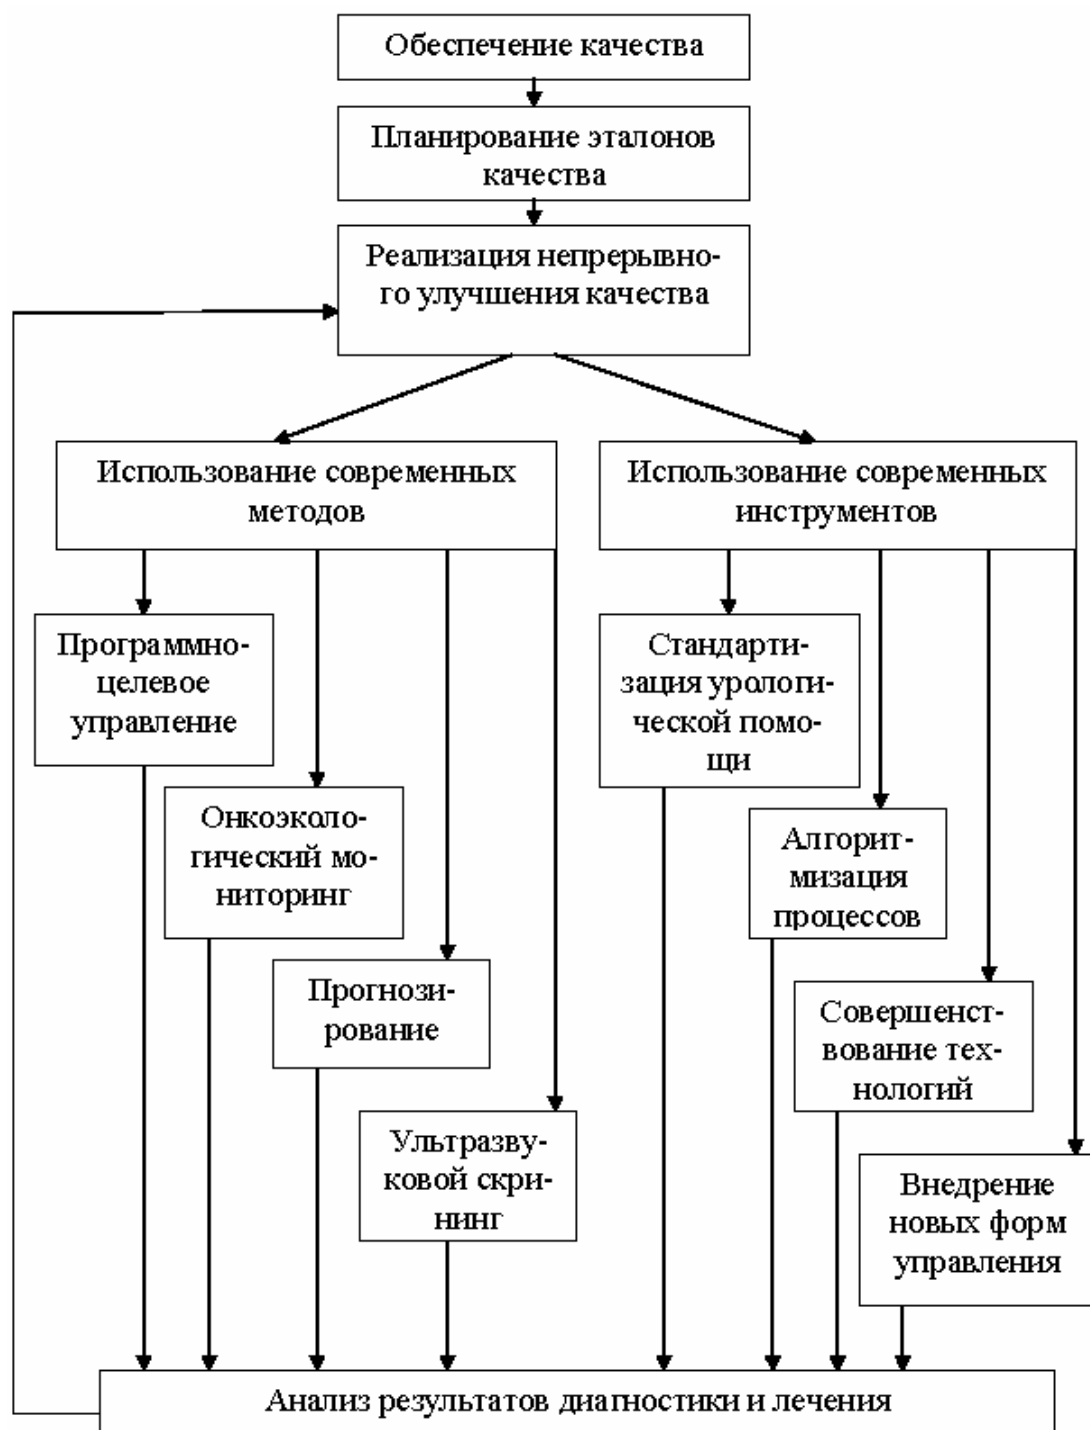 Обеспечение качества
Планирование эталонов
качества
Реализация непрерывно-
го улучшения качества
Использование современных
методов
Использование современных
инструментов
Программно-
целевое
управление
Стандарти-
зация урологи-
ческой помо-
щи
Онкоэколо-
гический мо-
ниторинг
Алгорит-
мизация
процессов
Прогнози-
рование
Совершенст-
вование тех-
нологий
Ультразву-
ковой скри-
нинг
Внедрение
новых форм
управления
Анализ результатов диагностики и лечения